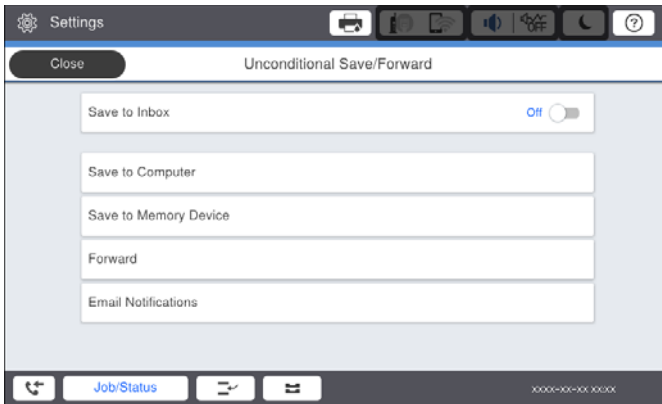 Settings
OFF
?
Close
Unconditional Save/Forward
Save to Inbox
Off
Save to Computer
Save to Memory Device
Forward
Email Notifications
Job/Status
xxxx-xx-xx xx:xx